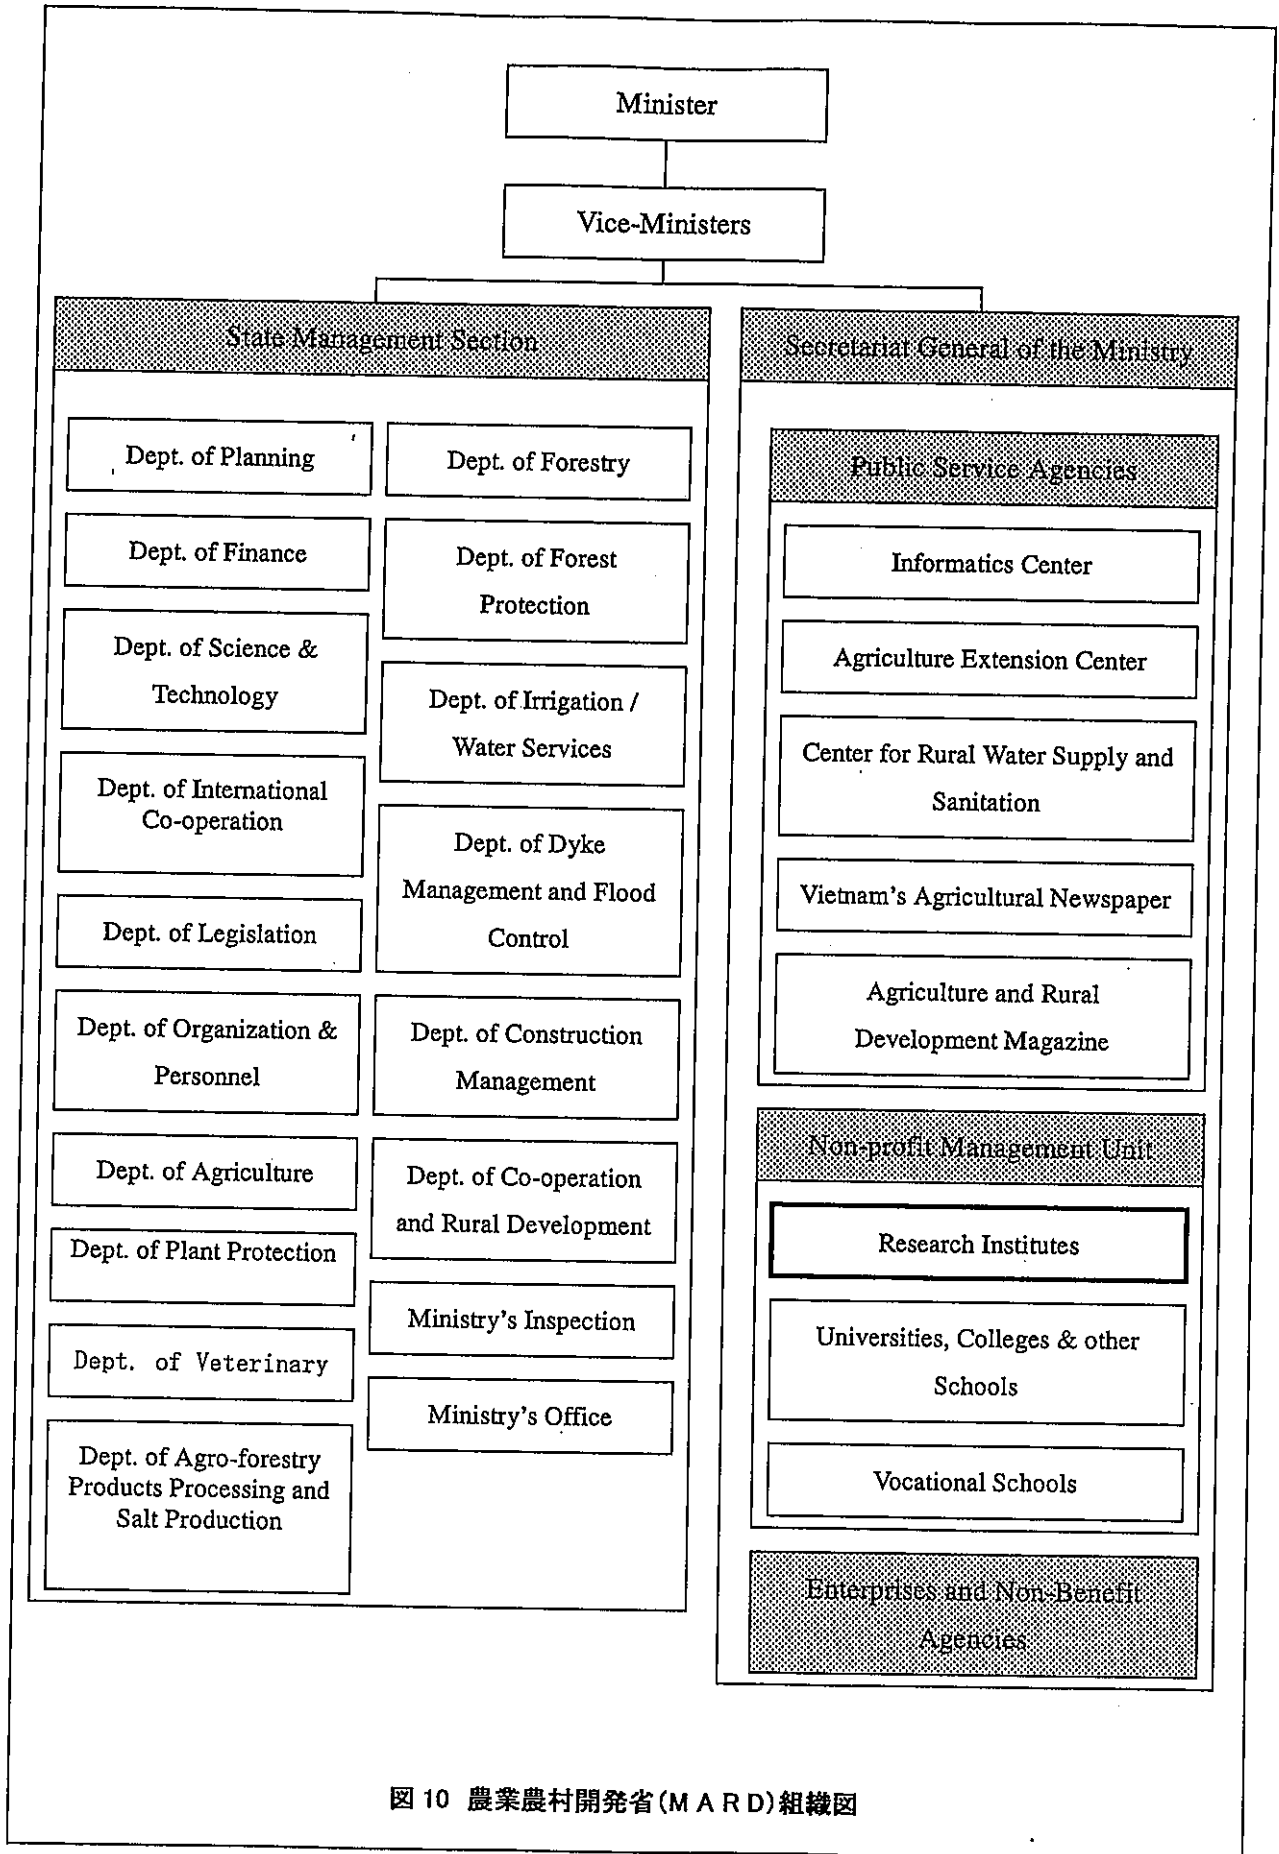 Minister
Vice-Ministers
State Management Section
Dept. of Planning
Dept. of Finance
Dept. of Science &
Technology
Dept. of International
Co-operation
Dept. of Legislation
Dept. of Organization &
Personnel
Dept. of Agriculture
Dept. of Plant Protection
Dept. of Veterinary
Dept. of Agro-forestry
Products Processing and
Salt Production
Dept. of Forestry
Dept. of Forest
Protection
Dept. of Irrigation /
Water Services
Dept. of Dyke
Management and Flood
Control
Dept. of Construction
Management
Dept. of Co-operation
and Rural Development
Ministry's Inspection
Ministry's Office
Secretariat General of the Ministry
Public Service Agencies
Informatics Center
Agriculture Extension Center
Center for Rural Water Supply and
Sanitation
Vietnam's Agricultural Newspaper
Agriculture and Rural
Development Magazine
Non-profit Management Unit
Research Institutes
Universities, Colleges & other
Schools
Vocational Schools
Enterprises and Non-Benefit
Agencies
図 10 農業農村開発省(MARD)組織図